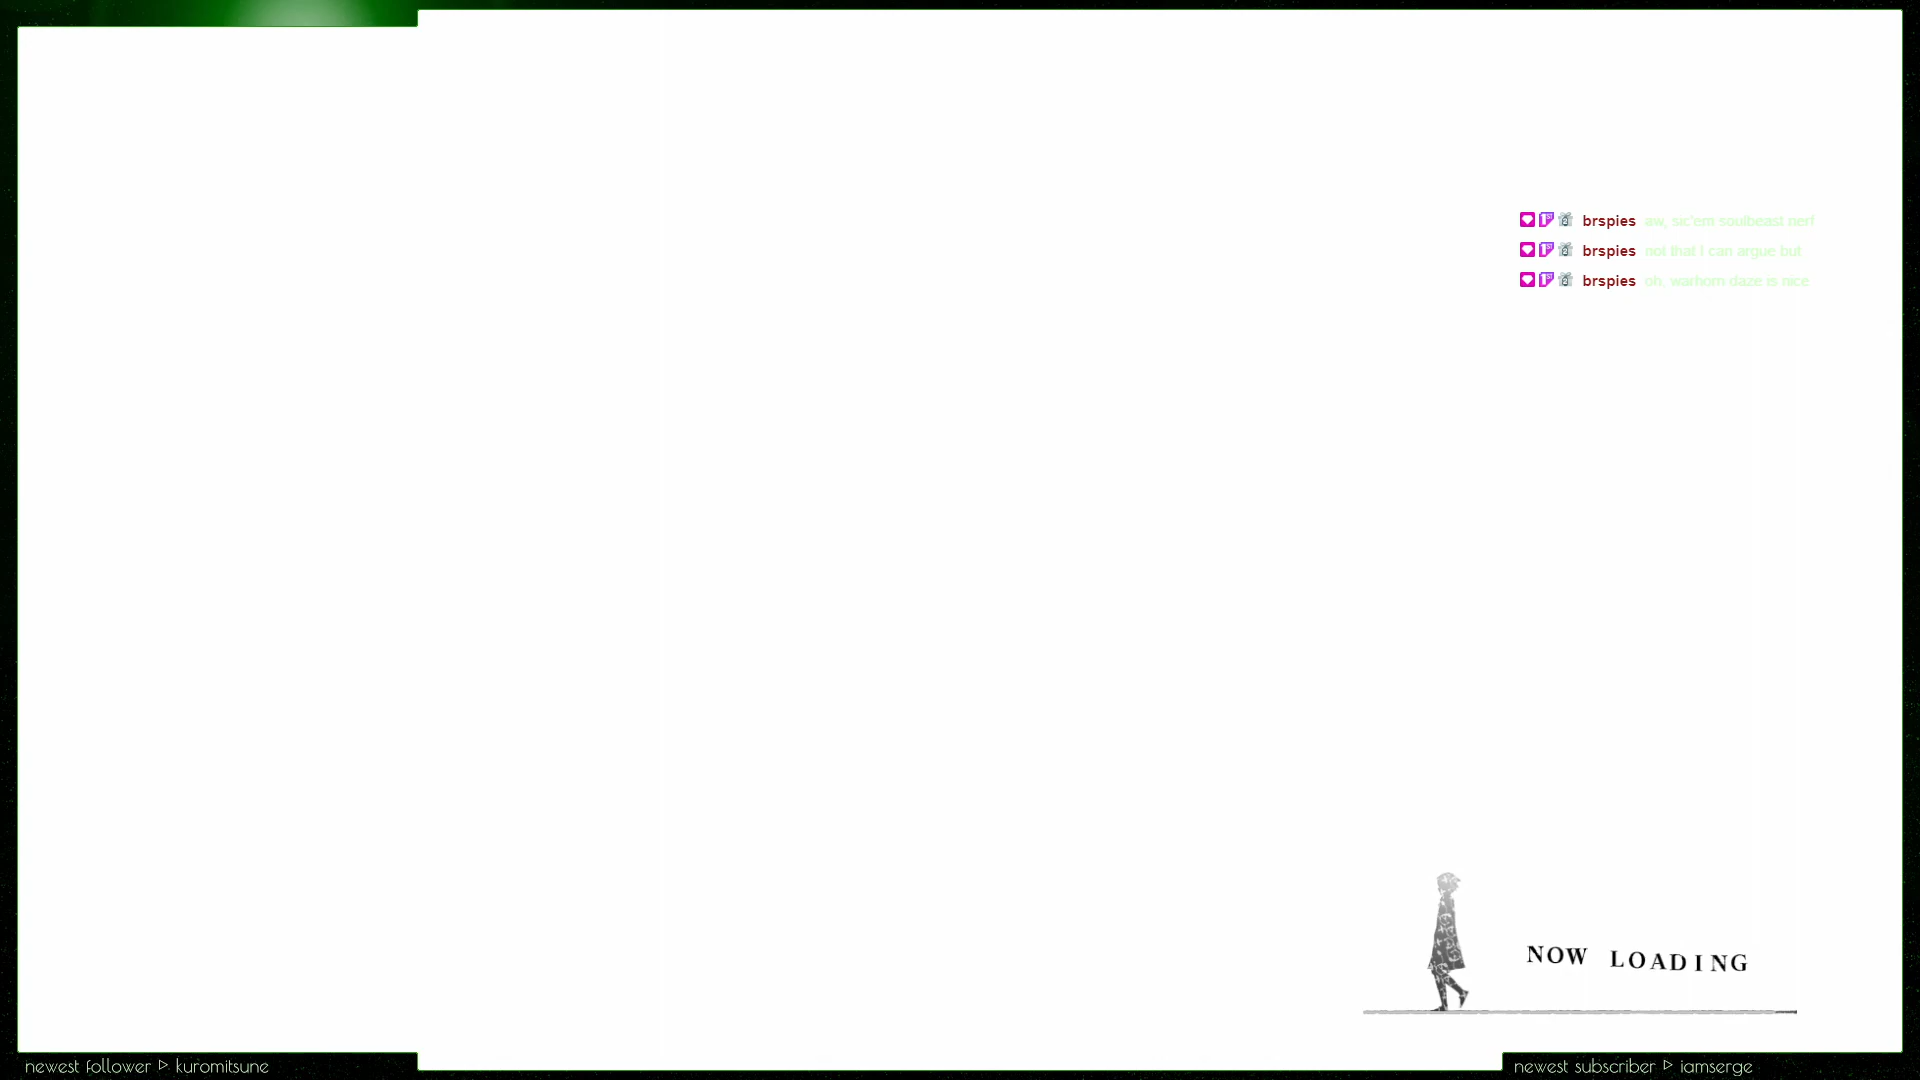 brspies aw, sic'em soulbeast nerf
brspies not that I can argue but
brspies oh, warhorn daze is nice
NOW LOADING
newest follower ▷ kuromitsune
newest subscriber ▷ iamserge